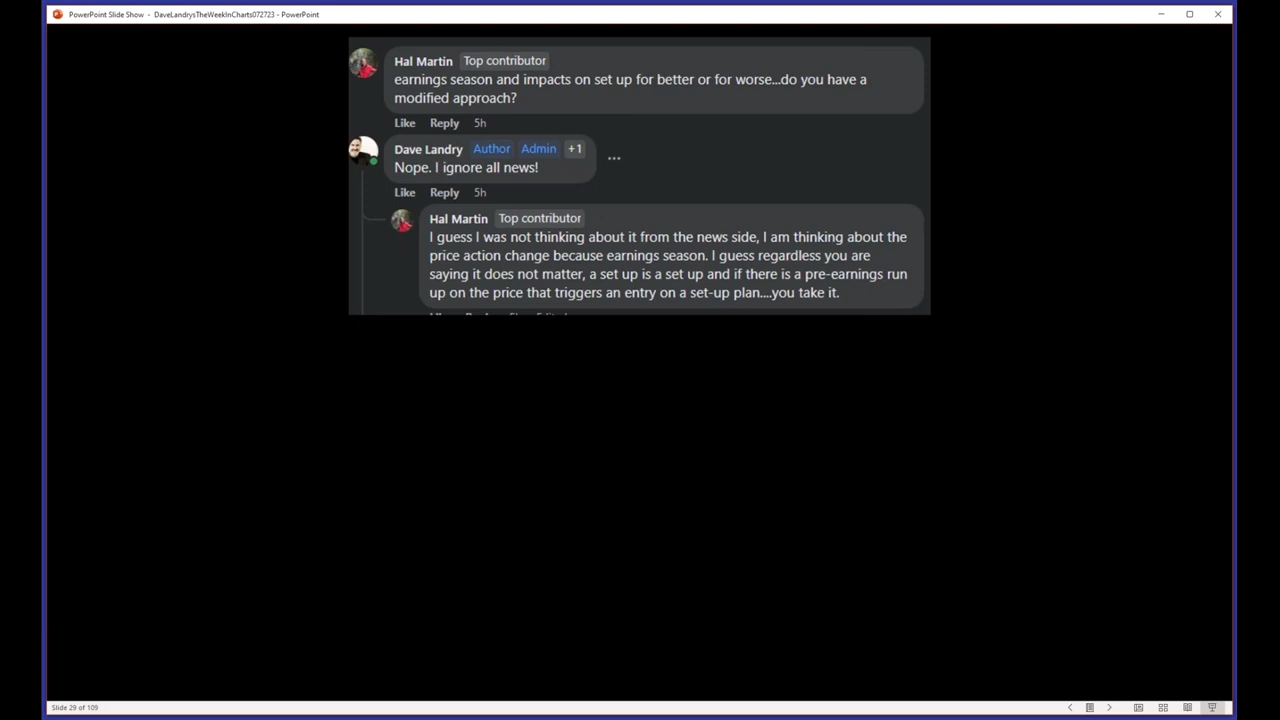 PowerPoint Slide Show - DaveLandrysTheWeekInCharts072723 - PowerPoint
Hal Martin Top contributor
earnings season and impacts on set up for better or for worse...do you have a
modified approach?
Like Reply 5h
Dave Landry Author Admin +1
Nope. I ignore all news!
Like Reply 5h
Hal Martin Top contributor
I guess I was not thinking about it from the news side, I am thinking about the
price action change because earnings season. I guess regardless you are
saying it does not matter, a set up is a set up and if there is a pre-earnings run
up on the price that triggers an entry on a set-up plan....you take it.
Slide 29 of 109